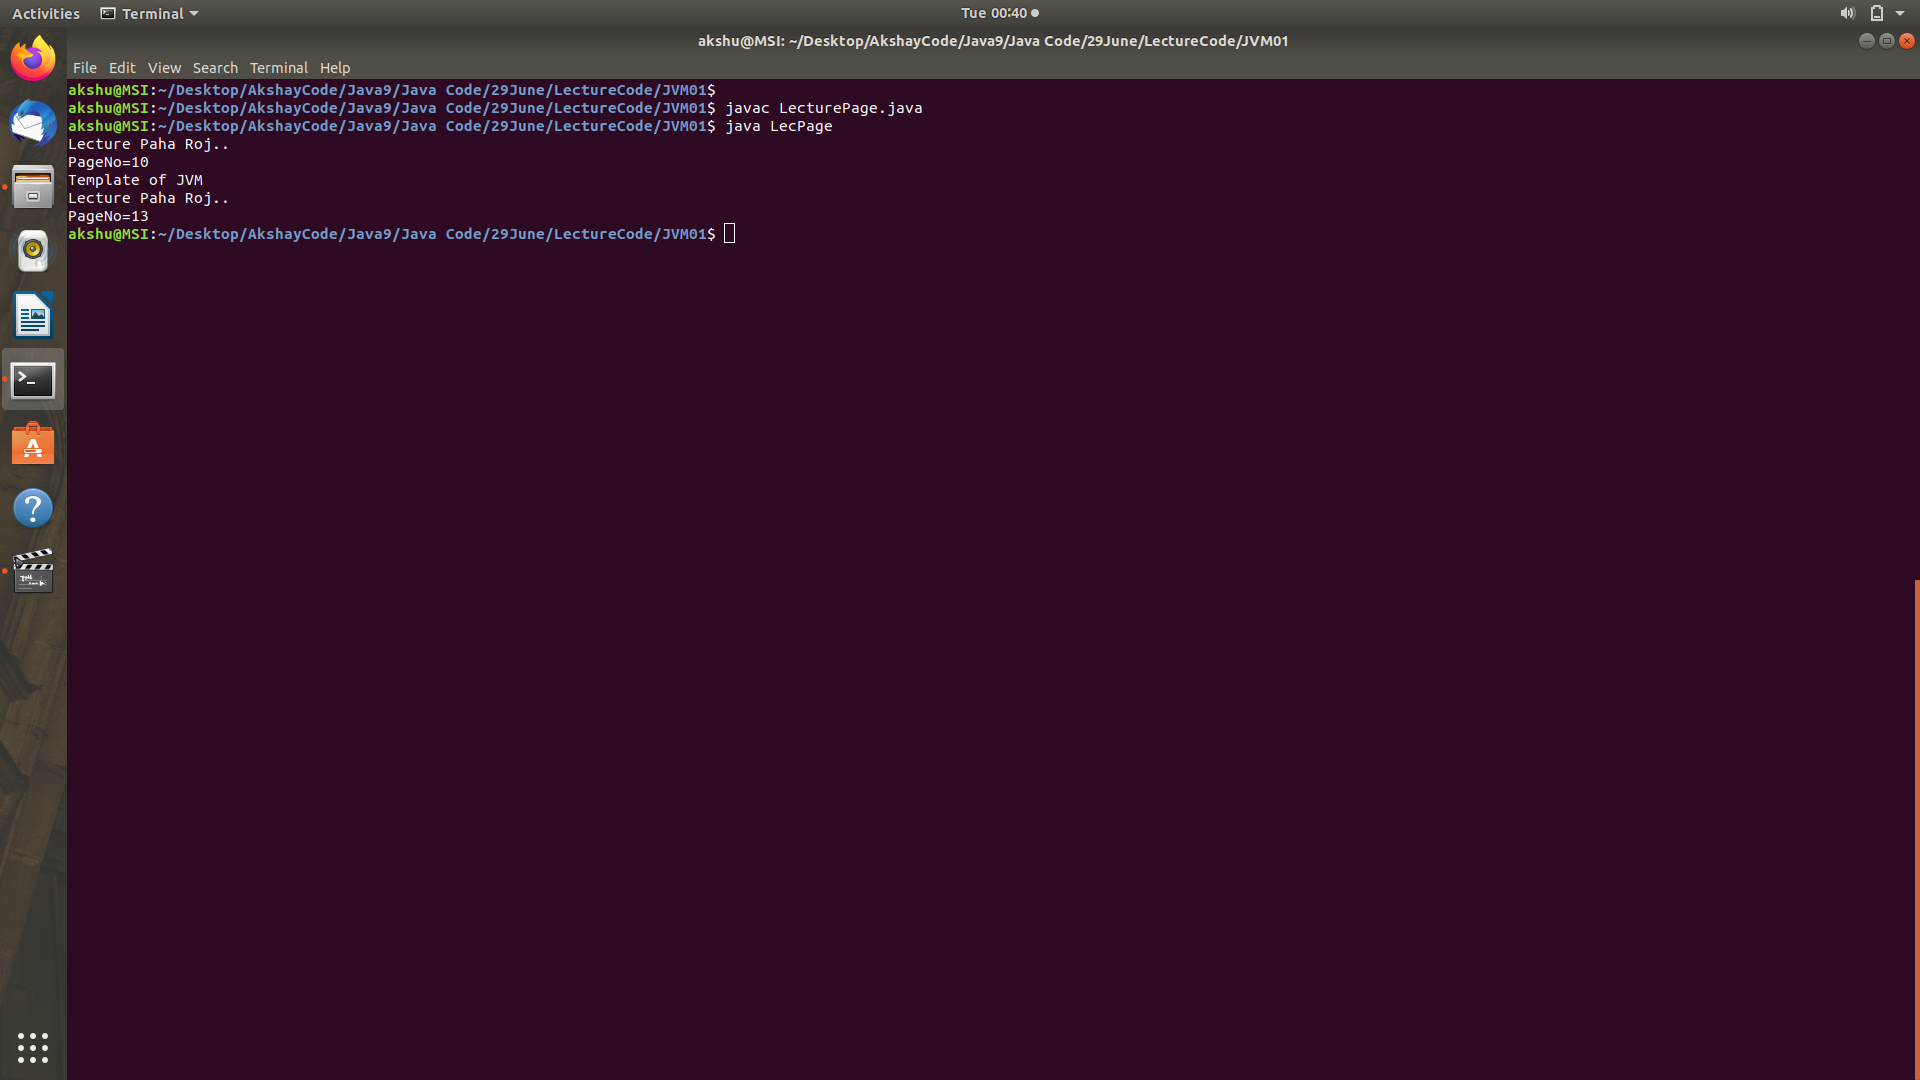 Activities Terminal Tue 00:40
akshu@MSI: ~/Desktop/AkshayCode/Java9/Java Code/29June/LectureCode/JVM01
File Edit View Search Terminal Help
akshu@MSI:~/Desktop/AkshayCode/Java9/Java Code/29June/LectureCode/JVM01$
akshu@MSI:~/Desktop/AkshayCode/Java9/Java Code/29June/LectureCode/JVM01$ javac LecturePage.java
akshu@MSI:~/Desktop/AkshayCode/Java9/Java Code/29June/LectureCode/JVM01$ java LecPage
Lecture Paha Roj..
PageNo=10
Template of JVM
Lecture Paha Roj..
PageNo=13
akshu@MSI:~/Desktop/AkshayCode/Java9/Java Code/29June/LectureCode/JVM01$